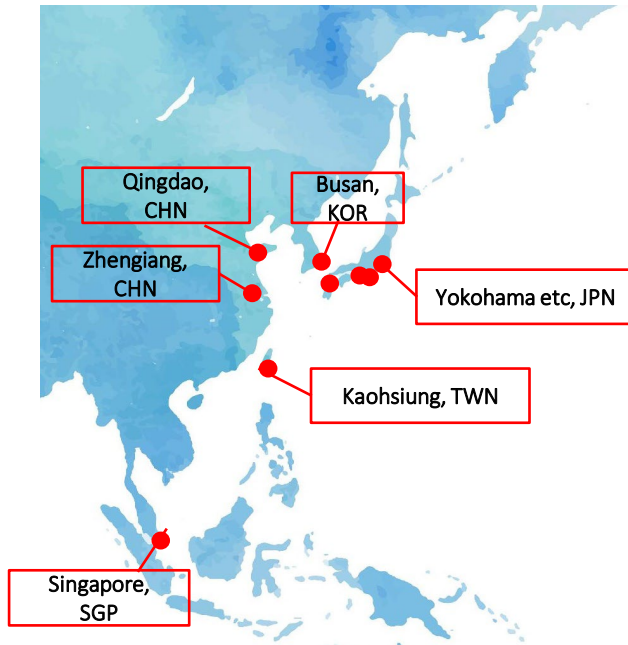 Qingdao,
CHN
Busan,
KOR
Zhengiang,
CHN
Yokohama etc, JPN
Kaohsiung, TWN
Singapore,
SGP